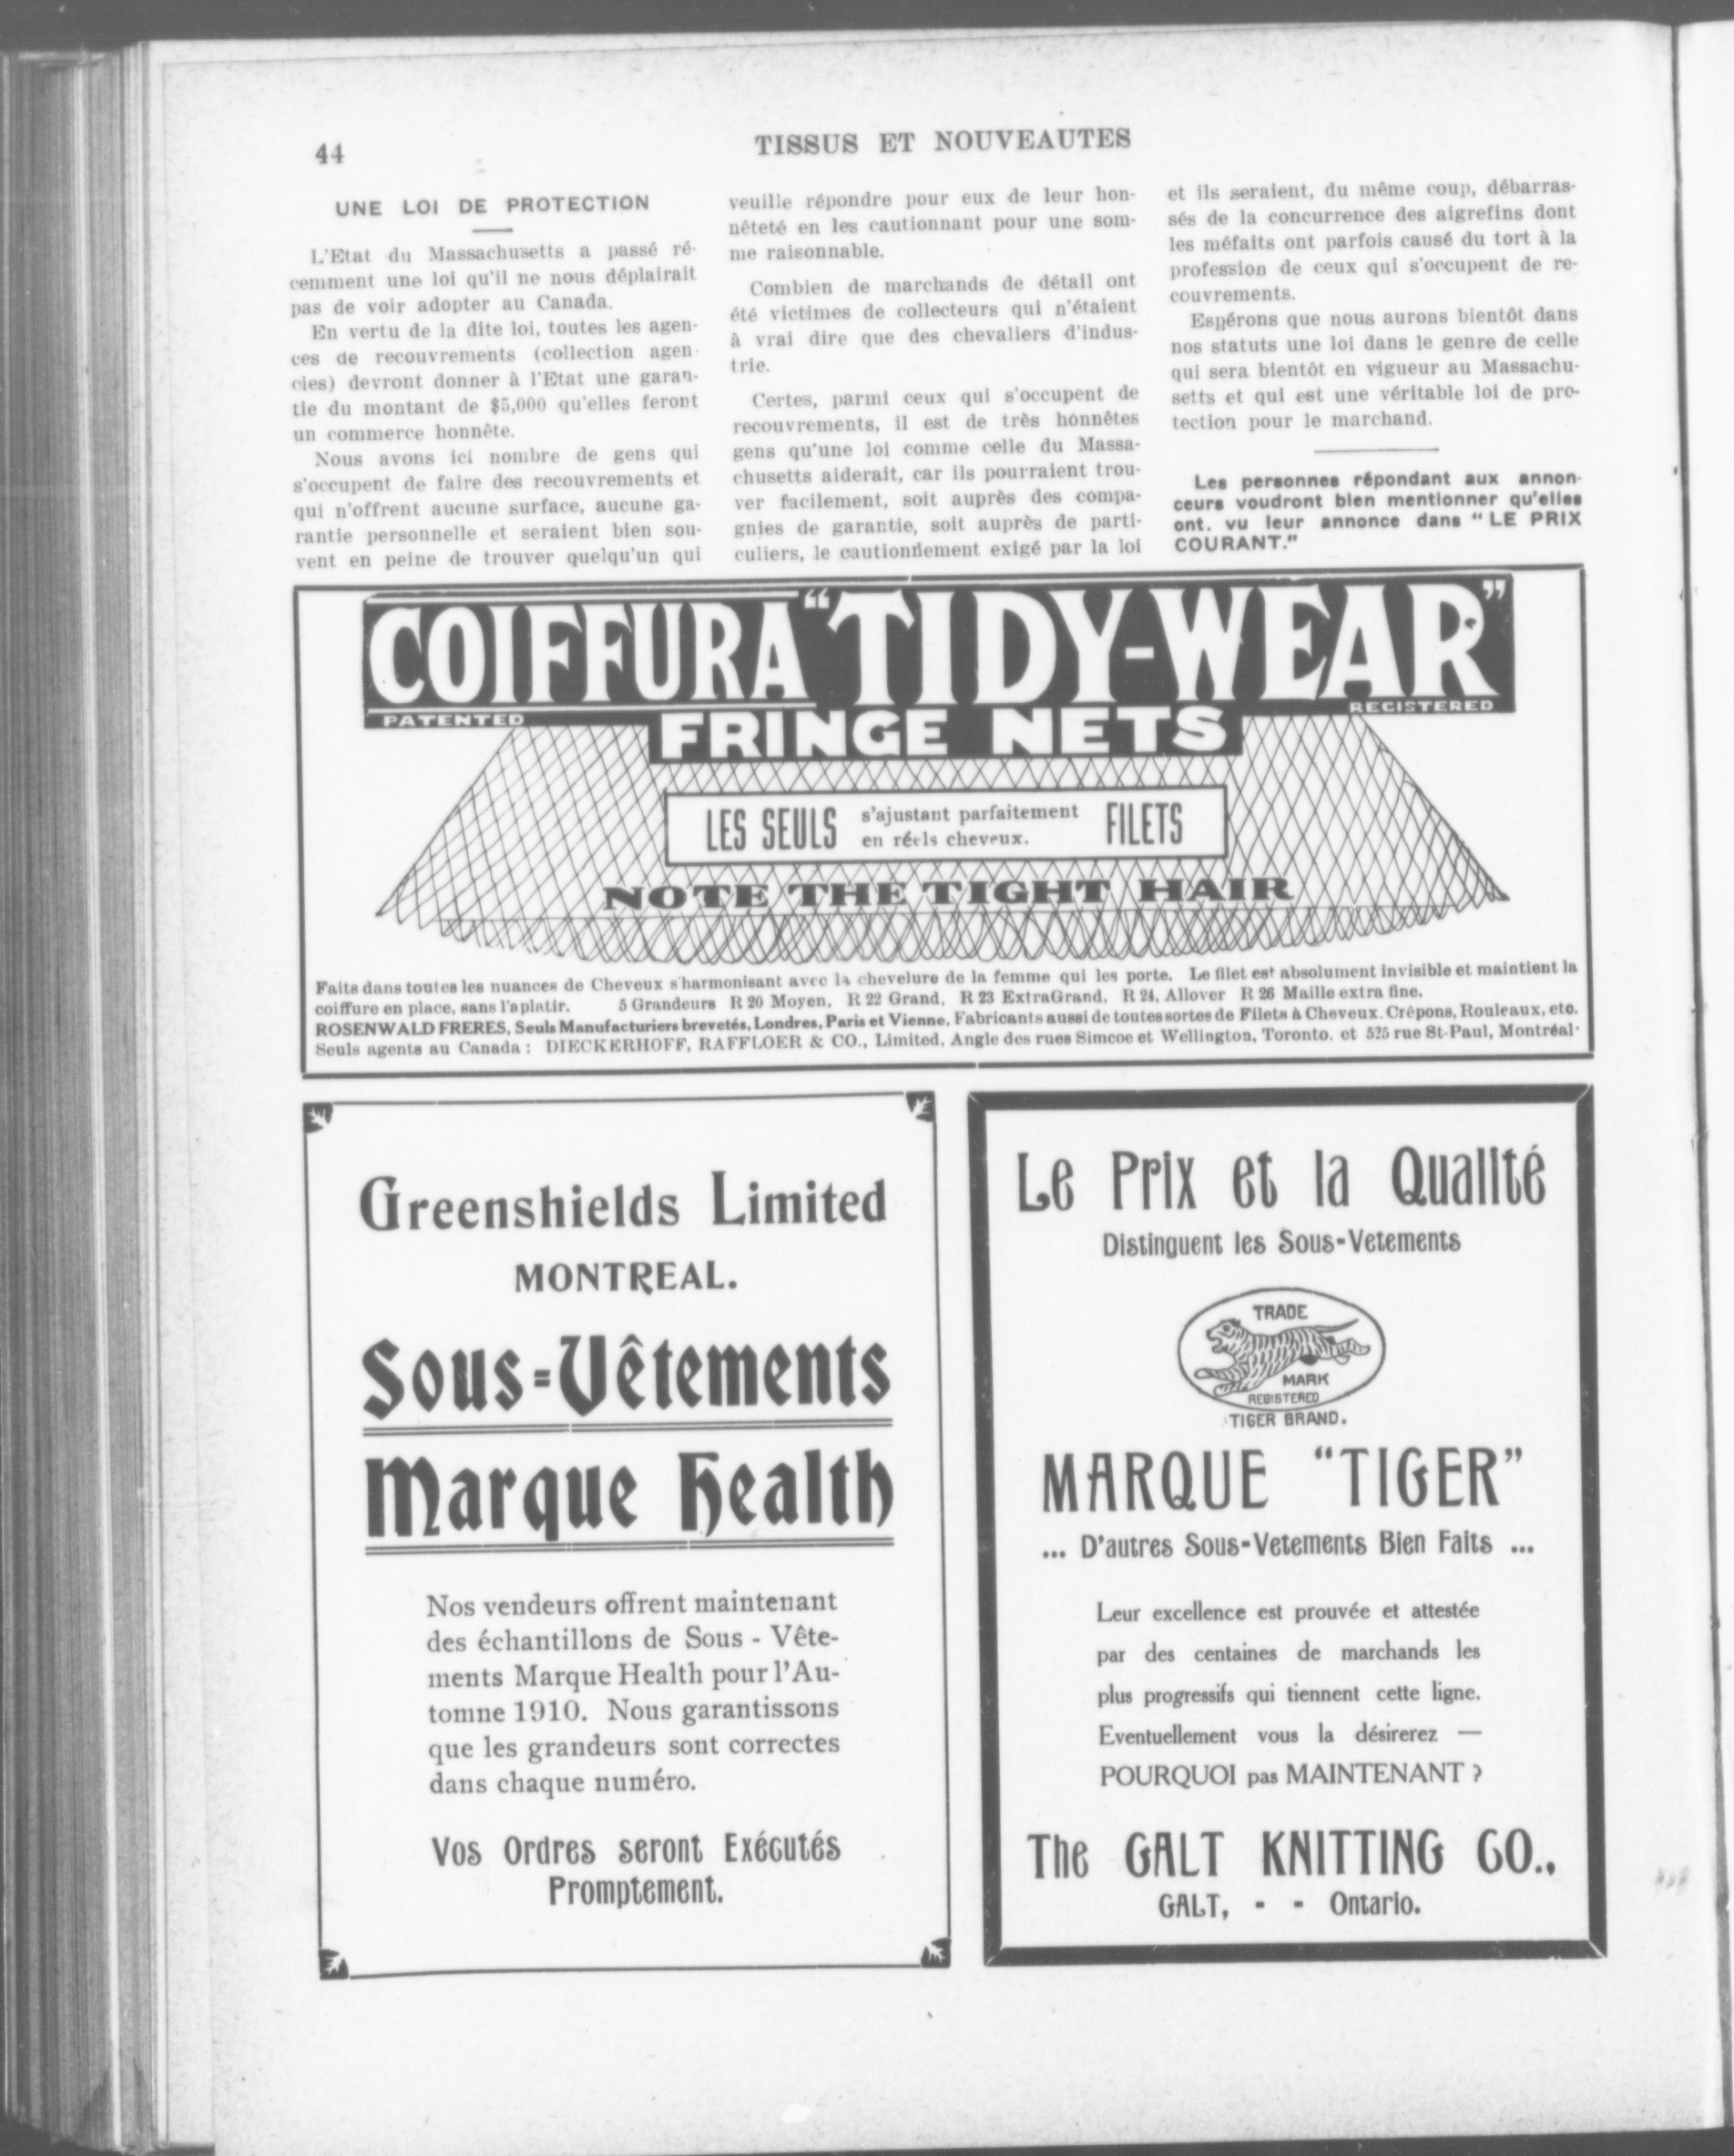 44
TISSUS ET NOUVEAUTES
UNE LOI DE PROTECTION
L'Etat du Massachusetts a passé ré-
cemment une loi qu'il ne nous déplairait
pas de voir adopter au Canada.
En vertu de la dite loi, toutes les agen-
ces de recouvrements (collection agen-
cies) devront donner à l'Etat une garan-
tie du montant de $5,000 qu'elles feront
un commerce honnête.
Nous avons ici nombre de gens qui
s'occupent de faire des recouvrements et
qui n'offrent aucune surface, aucune ga-
rantie personnelle et seraient bien sou-
vent en peine de trouver quelqu'un qui
veuille répondre pour eux de leur hon-
nêteté en les cautionnant pour une som-
me raisonnable.
Combien de marchands de détail ont
été victimes de collecteurs qui n'étaient
à vrai dire que des chevaliers d'indus-
trie.
Certes, parmi ceux qui s'occupent de
recouvrements, il est de très honnêtes
gens qu'une loi comme celle du Massa-
chusetts aiderait, car ils pourraient trou-
ver facilement, soit auprès des compa-
gnies de garantie, soit auprès de parti-
culiers, le cautionnement exigé par la loi
et ils seraient, du même coup, débarras-
sés de la concurrence des aigrefins dont
les méfaits ont parfois causé du tort à la
profession de ceux qui s'occupent de re-
couvrements.
Espérons que nous aurons bientôt dans
nos statuts une loi dans le genre de celle
qui sera bientôt en vigueur au Massachu-
setts et qui est une véritable loi de pro-
tection pour le marchand.
Les personnes répondant aux annon-
ceurs voudront bien mentionner qu'elles
ont. vu leur annonce dans "LE PRIX
COURANT."
COIFFURA "TIDY-WEAR"
PATENTED
REGISTERED
FRINGE NETS
LES SEULS s'ajustant parfaitement en réels cheveux. FILETS
NOTE THE TIGHT HAIR
Faits dans toutes les nuances de Cheveux s'harmonisant avec la chevelure de la femme qui les porte. Le filet est absolument invisible et maintient la
coiffure en place, sans l'aplatir. 5 Grandeurs R 20 Moyen, R 22 Grand, R 23 ExtraGrand, R 24, Allover R 26 Maille extra fine.
ROSENWALD FRERES, Seuls Manufacturiers brevetés, Londres, Paris et Vienne. Fabricants aussi de toutes sortes de Filets à Cheveux. Crêpons, Rouleaux, etc.
Seuls agents au Canada : DIECKERHOFF, RAFFLOER & CO., Limited, Angle des rues Simcoe et Wellington, Toronto, et 525 rue St-Paul, Montréal.
Greenshields Limited
MONTREAL.
Sous-Vêtements
Marque Health
Nos vendeurs offrent maintenant
des échantillons de Sous - Vête-
ments Marque Health pour l'Au-
tomne 1910. Nous garantissons
que les grandeurs sont correctes
dans chaque numéro.
Vos Ordres seront Exécutés
Promptement.
Le Prix et la Qualité
Distinguent les Sous-Vetements
TRADE
MARK
REGISTERED
TIGER BRAND.
MARQUE "TIGER"
... D'autres Sous-Vetements Bien Faits ...
Leur excellence est prouvée et attestée
par des centaines de marchands les
plus progressifs qui tiennent cette ligne.
Eventuellement vous la désirerez —
POURQUOI pas MAINTENANT ?
The GALT KNITTING CO.,
GALT, - - Ontario.